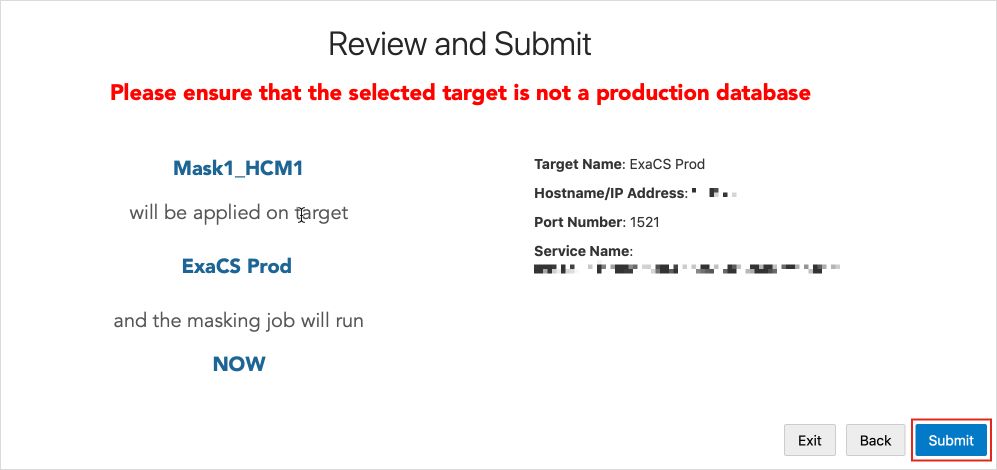 Review and Submit
Please ensure that the selected target is not a production database
Mask1_HCM1
will be applied on target
ExaCS Prod
and the masking job will run
NOW
Target Name: ExaCS Prod
Hostname/IP Address:
Port Number: 1521
Service Name:
Exit
Back
Submit